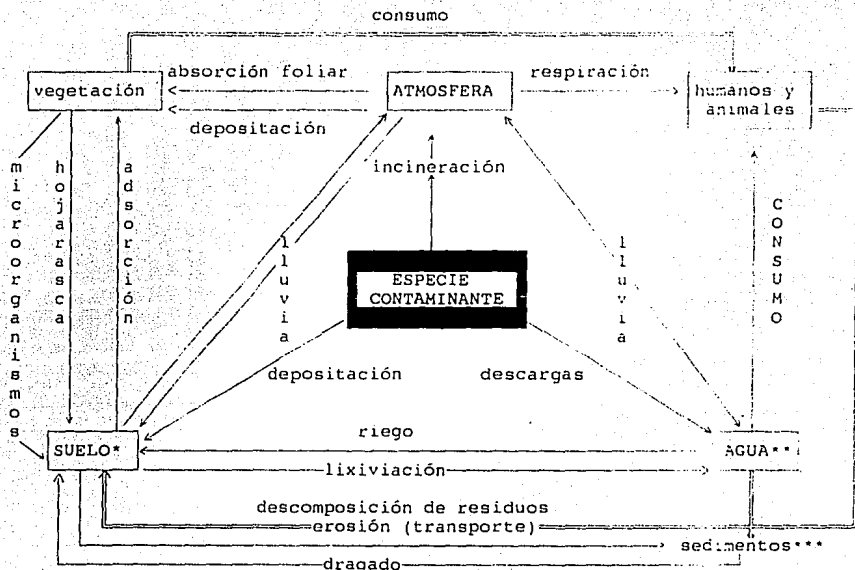 consumo
absorción foliar
respiración
vegetación
ATMOSFERA
humanos y
animales
depositación
incineración
microorganismos
hojarasca
adsorción
lluvia
ESPECIE
CONTAMINANTE
lluvia
CONSUMO
depositación
descargas
riego
SUELO*
AGUA**
lixiviación
descomposición de residuos
erosión (transporte)
sedimentos***
dragado